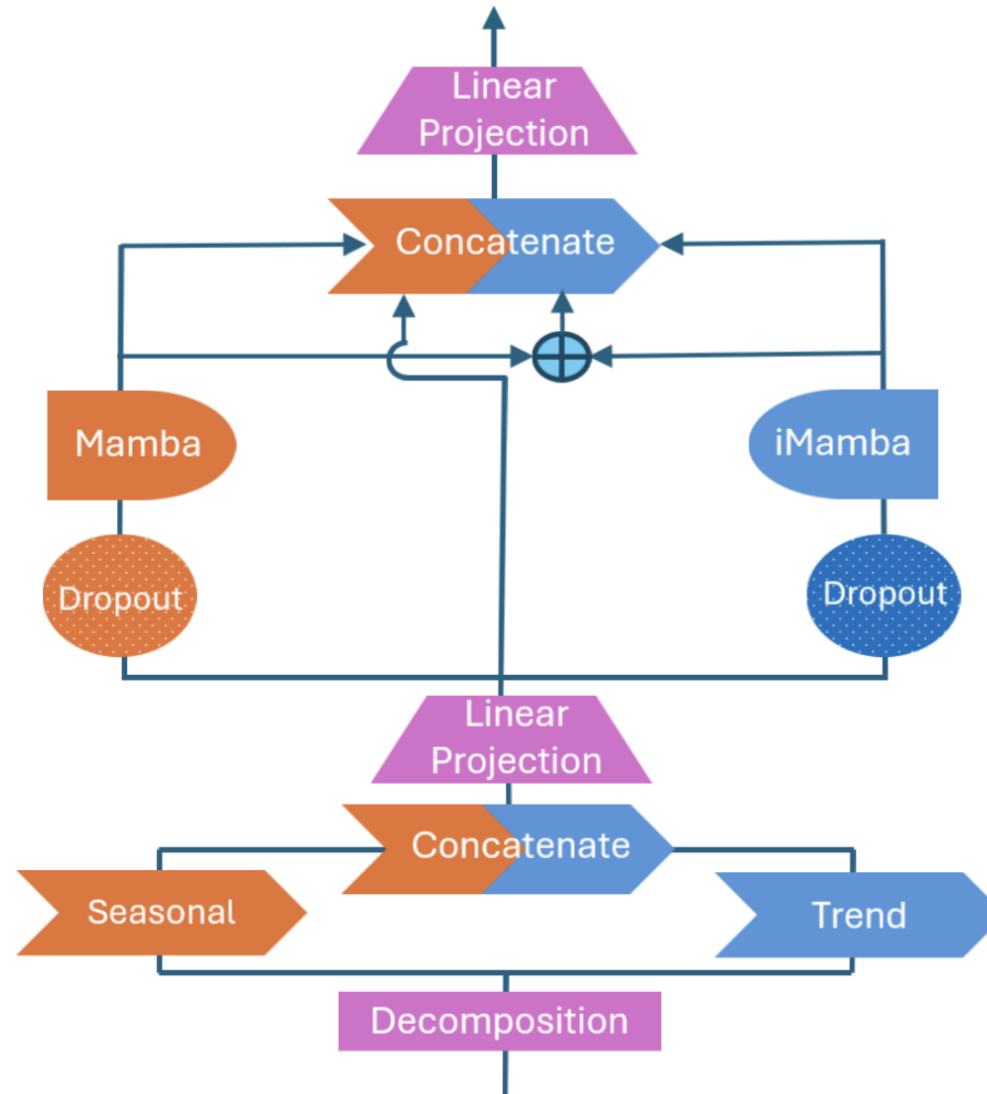 Linear
Projection
Concatenate
Mamba
iMamba
Dropout
Dropout
Linear
Projection
Concatenate
Seasonal
Trend
Decomposition